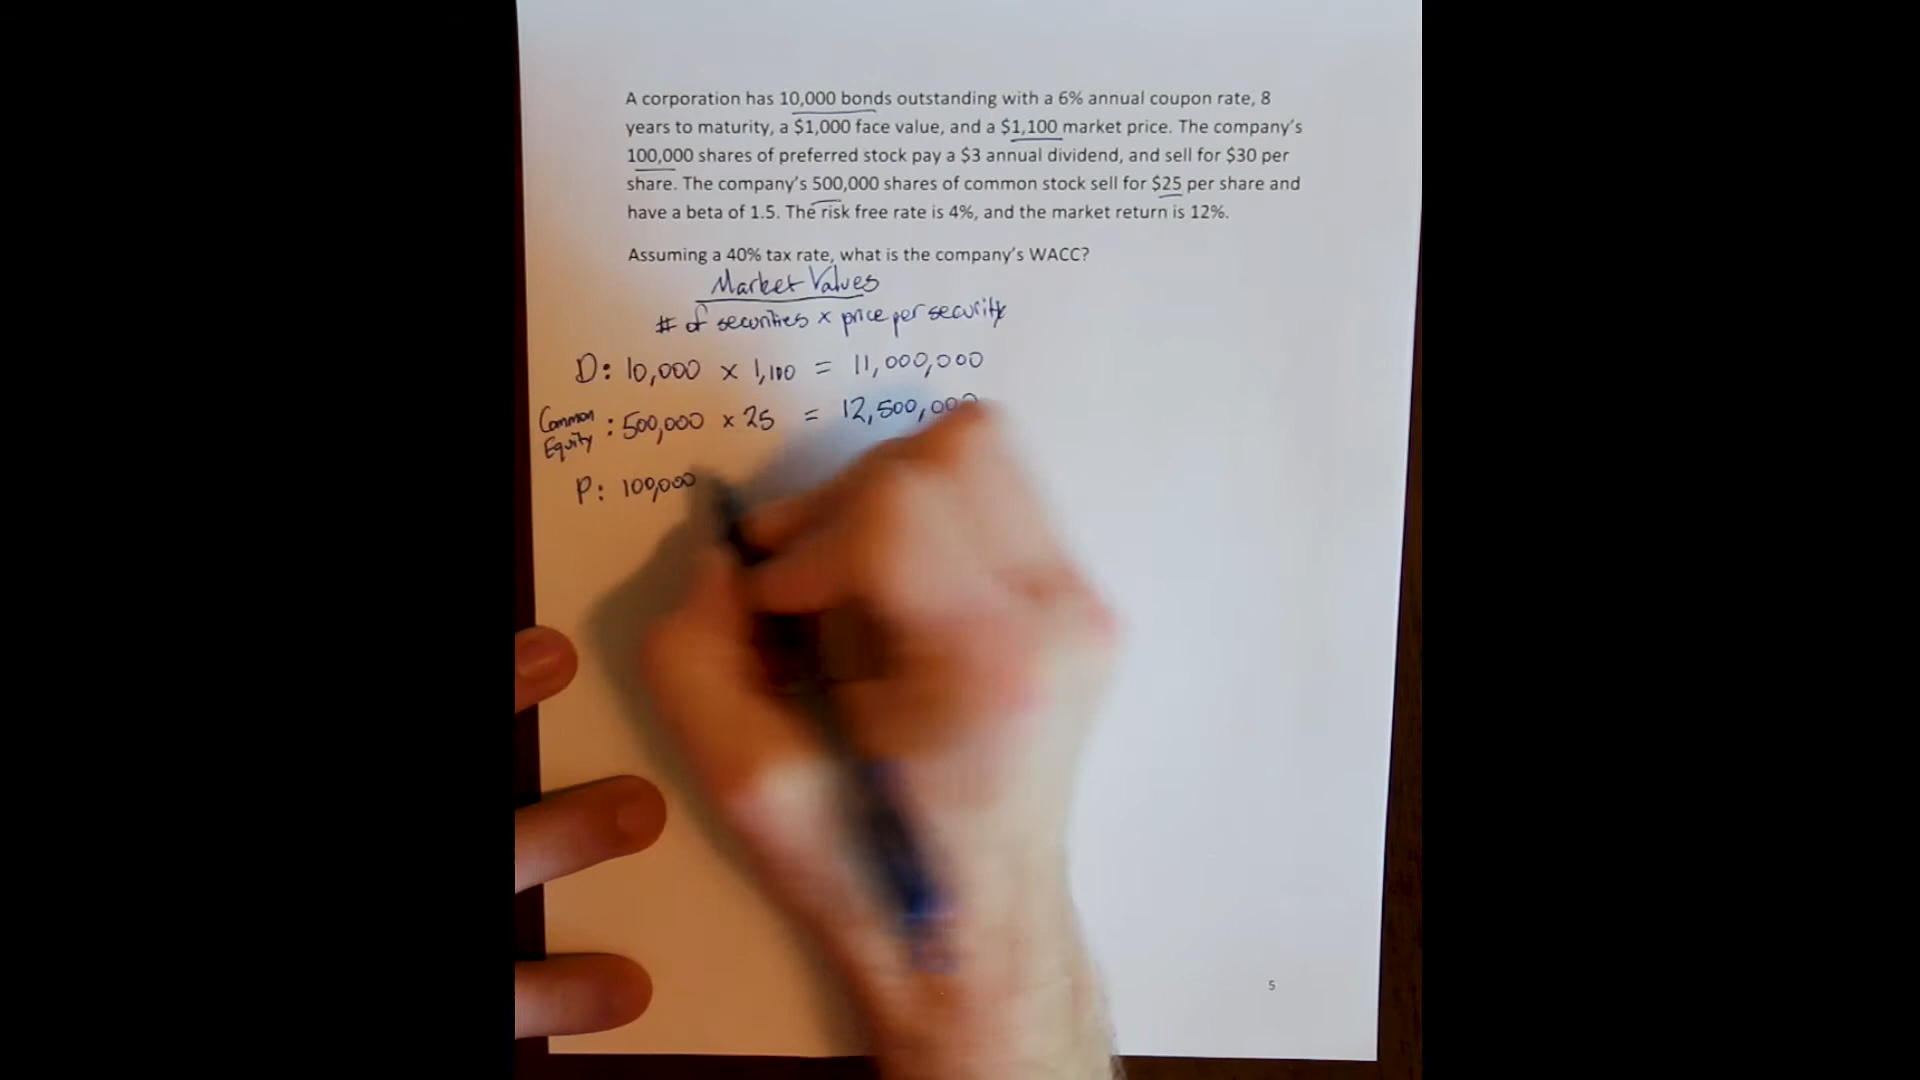 A corporation has 10,000 bonds outstanding with a 6% annual coupon rate, 8
years to maturity, a $1,000 face value, and a $1,100 market price. The company's
100,000 shares of preferred stock pay a $3 annual dividend, and sell for $30 per
share. The company's 500,000 shares of common stock sell for $25 per share and
have a beta of 1.5. The risk free rate is 4%, and the market return is 12%.
Assuming a 40% tax rate, what is the company's WACC?
Market Values
# of securities × price per security
D: 10,000 × 1,100 = 11,000,000
Common
Equity : 500,000 × 25 = 12,500,000
P: 100,000
5